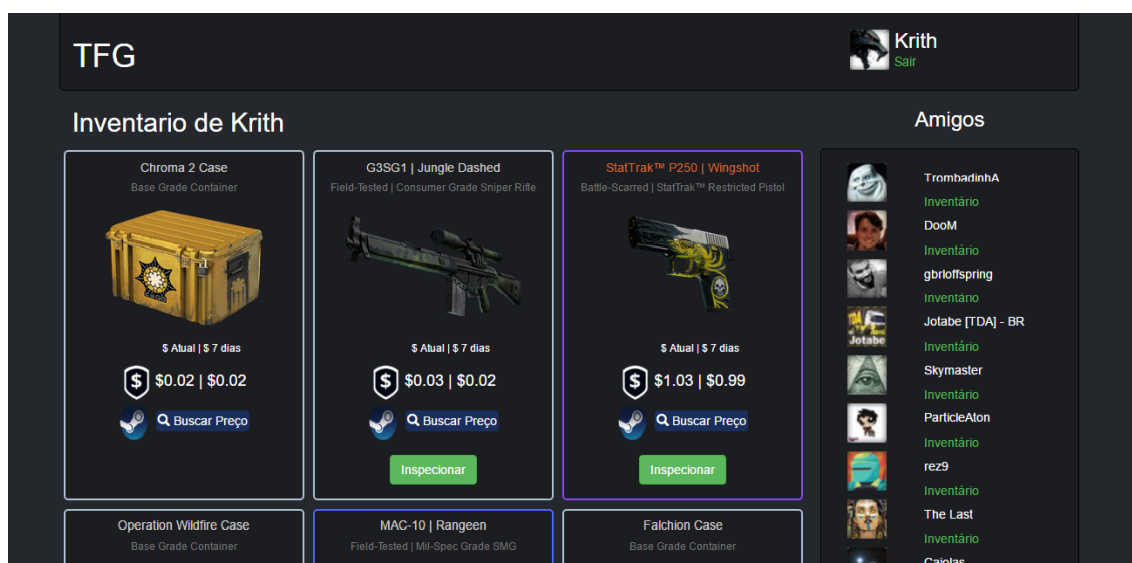 TFG
Krith
Sair
Inventario de Krith
Amigos
Chroma 2 Case
Base Grade Container
$ Atual | $ 7 dias
$0.02 | $0.02
Buscar Preço
G3SG1 | Jungle Dashed
Field-Tested | Consumer Grade Sniper Rifle
$ Atual | $ 7 dias
$0.03 | $0.02
Buscar Preço
Inspecionar
StatTrak™ P250 | Wingshot
Battle-Scarred | StatTrak™ Restricted Pistol
$ Atual | $ 7 dias
$1.03 | $0.99
Buscar Preço
Inspecionar
Operation Wildfire Case
Base Grade Container
MAC-10 | Rangeen
Field-Tested | Mil-Spec Grade SMG
Falchion Case
Base Grade Container
TrombadinhA
Inventário
DooM
Inventário
gbrloffspring
Inventário
Jotabe [TDA] - BR
Inventário
Jotabe
Skymaster
Inventário
ParticleAton
Inventário
rez9
Inventário
The Last
Inventário
Caiolas